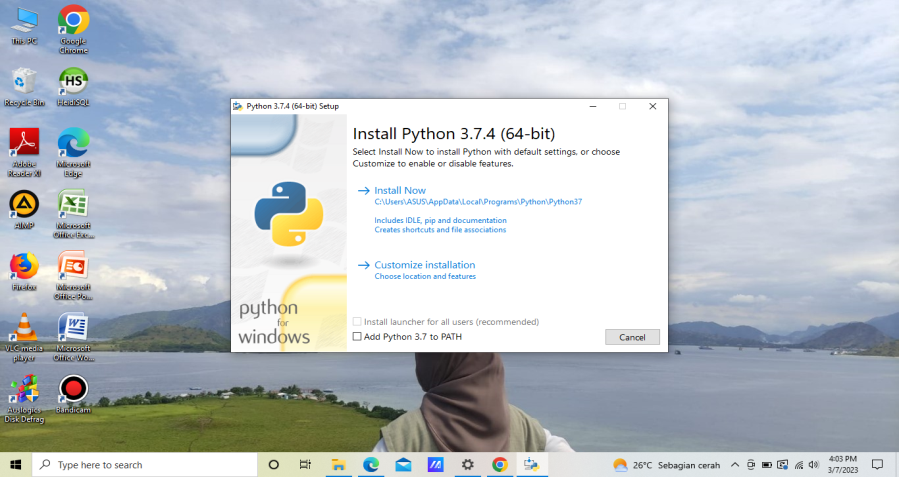 This PC
Google
Chrome
Recycle Bin
HS
HeidiSQL
Adobe
Reader XI
Microsoft
Edge
AIMP
Microsoft
Office Exc...
Firefox
Microsoft
Office Po...
VLC media
player
Microsoft
Office Wo...
Auslogics
Disk Defrag
Bandicam
Python 3.7.4 (64-bit) Setup
Install Python 3.7.4 (64-bit)
Select Install Now to install Python with default settings, or choose
Customize to enable or disable features.
Install Now
C:\Users\ASUS\AppData\Local\Programs\Python\Python37
Includes IDLE, pip and documentation
Creates shortcuts and file associations
Customize installation
Choose location and features
python
for
windows
Install launcher for all users (recommended)
Add Python 3.7 to PATH
Cancel
Type here to search
26°C Sebagian cerah
4:03 PM
3/7/2023